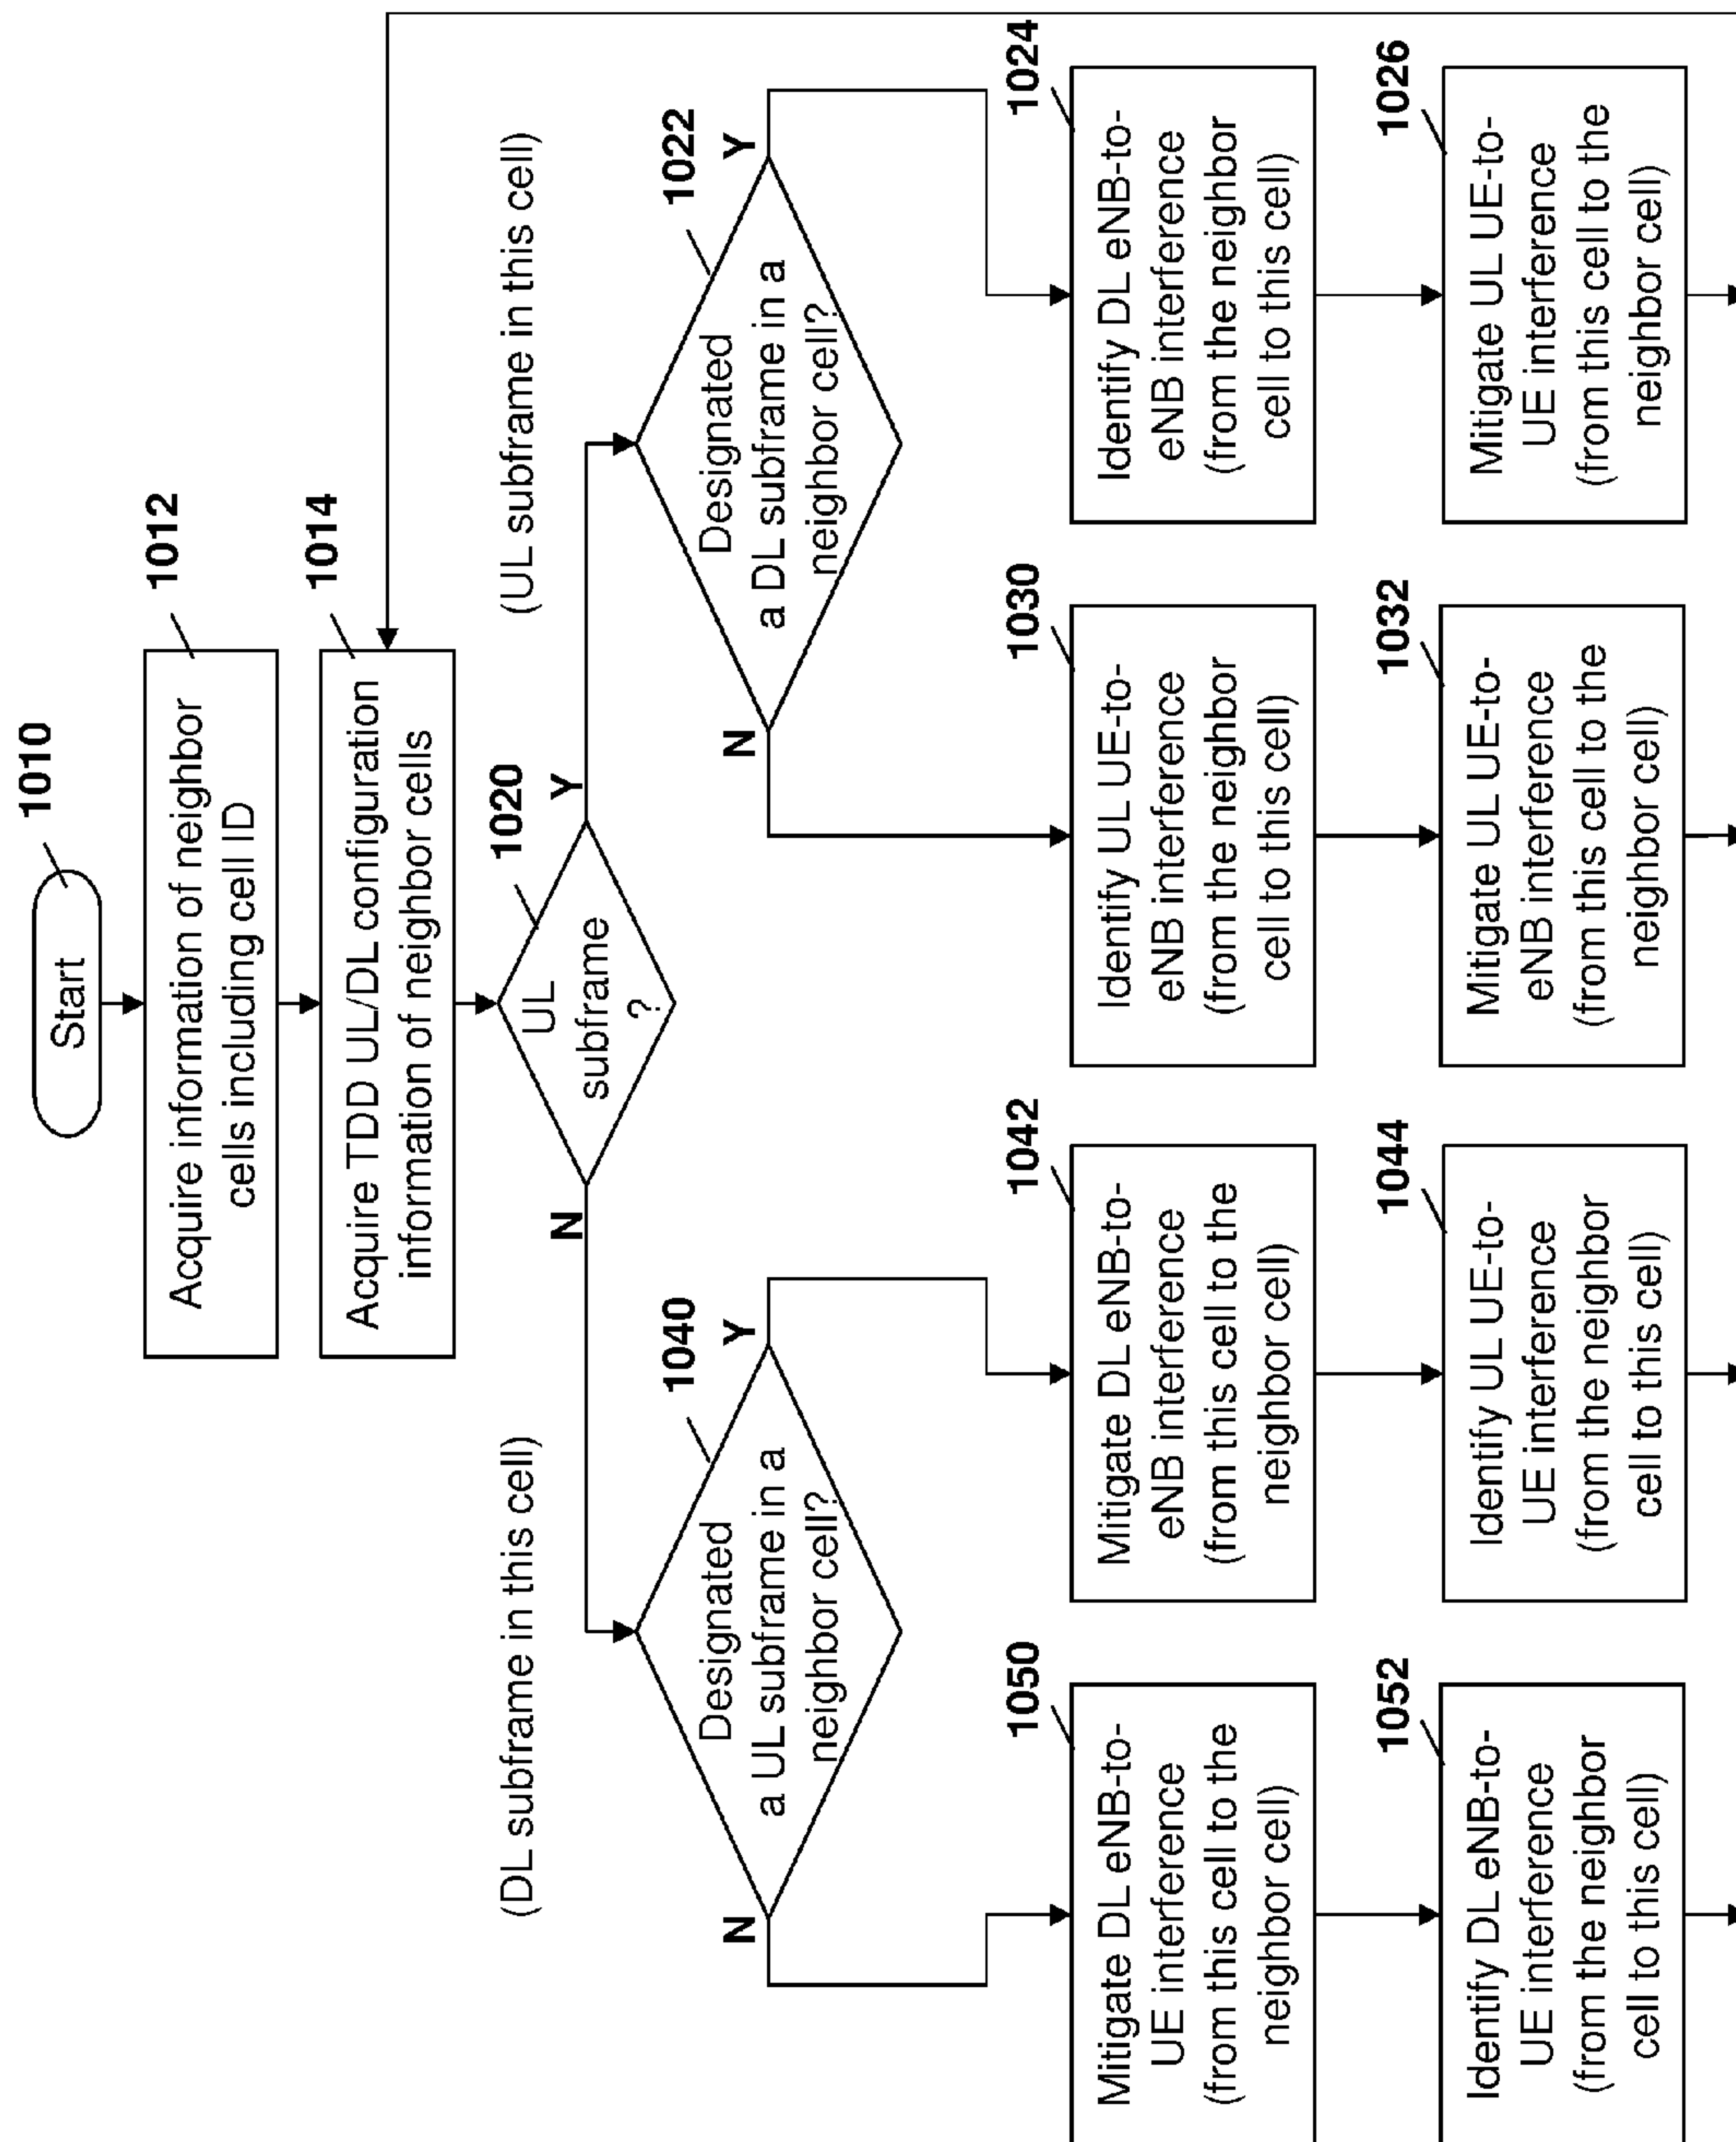 1010
Start
1012
Acquire information of neighbor
cells including cell ID
1014
Acquire TDD UL/DL configuration
information of neighbor cells
1020
UL
subframe
?
N
Y
(DL subframe in this cell)
(UL subframe in this cell)
1040
Designated
a UL subframe in a
neighbor cell?
N
Y
1022
Designated
a DL subframe in a
neighbor cell?
N
Y
1050
Mitigate DL eNB-to-
UE interference
(from this cell to the
neighbor cell)
1042
Mitigate DL eNB-to-
eNB interference
(from this cell to the
neighbor cell)
1030
Identify UL UE-to-
eNB interference
(from the neighbor
cell to this cell)
1024
Identify DL eNB-to-
eNB interference
(from the neighbor
cell to this cell)
1052
Identify DL eNB-to-
UE interference
(from the neighbor
cell to this cell)
1044
Identify UL UE-to-
UE interference
(from the neighbor
cell to this cell)
1032
Mitigate UL UE-to-
eNB interference
(from this cell to the
neighbor cell)
1026
Mitigate UL UE-to-
UE interference
(from this cell to the
neighbor cell)